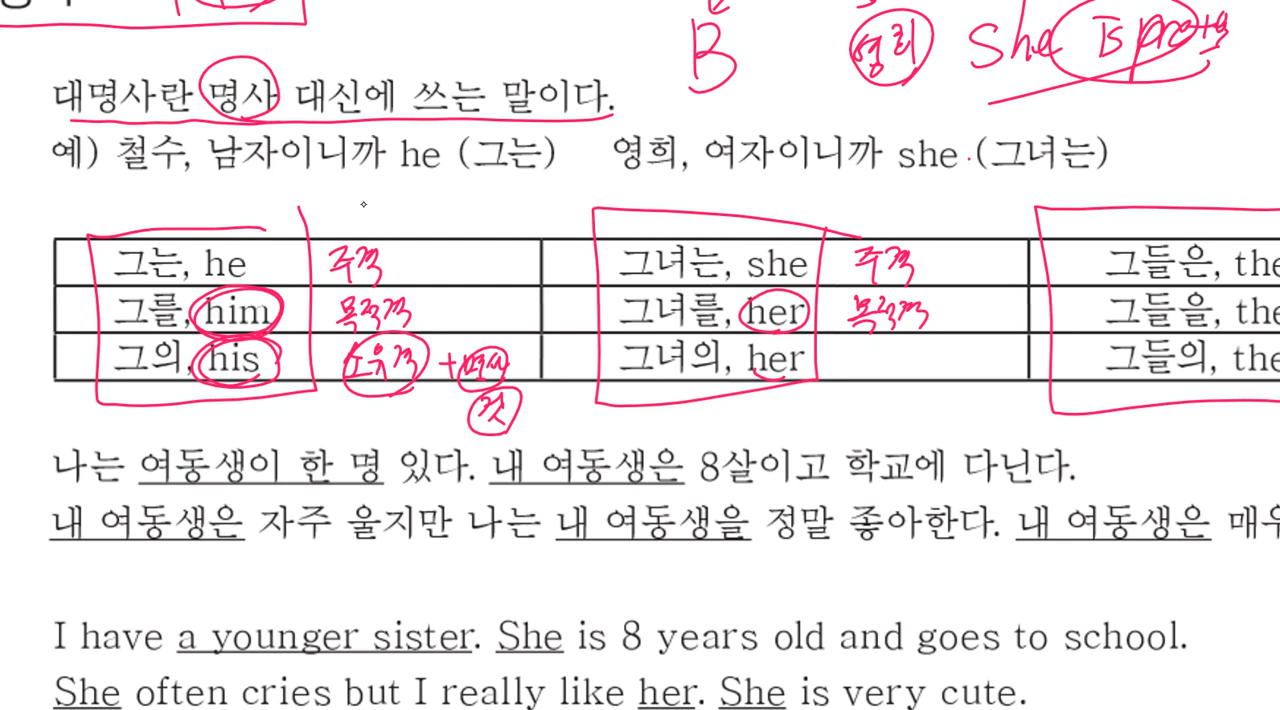 B 영희 She is pretty
대명사란 명사 대신에 쓰는 말이다.
예) 철수, 남자이니까 he (그는) 영희, 여자이니까 she (그녀는)
그는, he 주격 그녀는, she 주격 그들은, the
그를, him 목적격 그녀를, her 목적격 그들을, the
그의, his 소유격 +명사 그녀의, her 그들의, the
것
나는 여동생이 한 명 있다. 내 여동생은 8살이고 학교에 다닌다.
내 여동생은 자주 울지만 나는 내 여동생을 정말 좋아한다. 내 여동생은 매우
I have a younger sister. She is 8 years old and goes to school.
She often cries but I really like her. She is very cute.